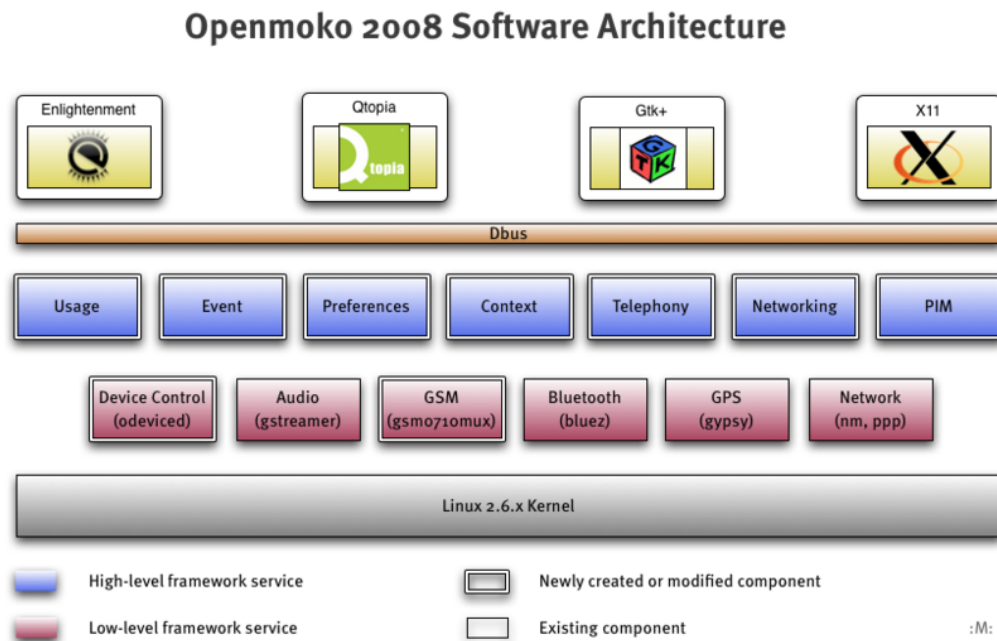 Openmoko 2008 Software Architecture
Enlightenment
Qtopia
Gtk+
X11
Qtopia
GTK
X
Dbus
Usage
Event
Preferences
Context
Telephony
Networking
PIM
Device Control
(odeviced)
Audio
(gstreamer)
GSM
(gsm0710mux)
Bluetooth
(bluez)
GPS
(gypsy)
Network
(nm, ppp)
Linux 2.6.x Kernel
High-level framework service
Newly created or modified component
Low-level framework service
Existing component
:M: